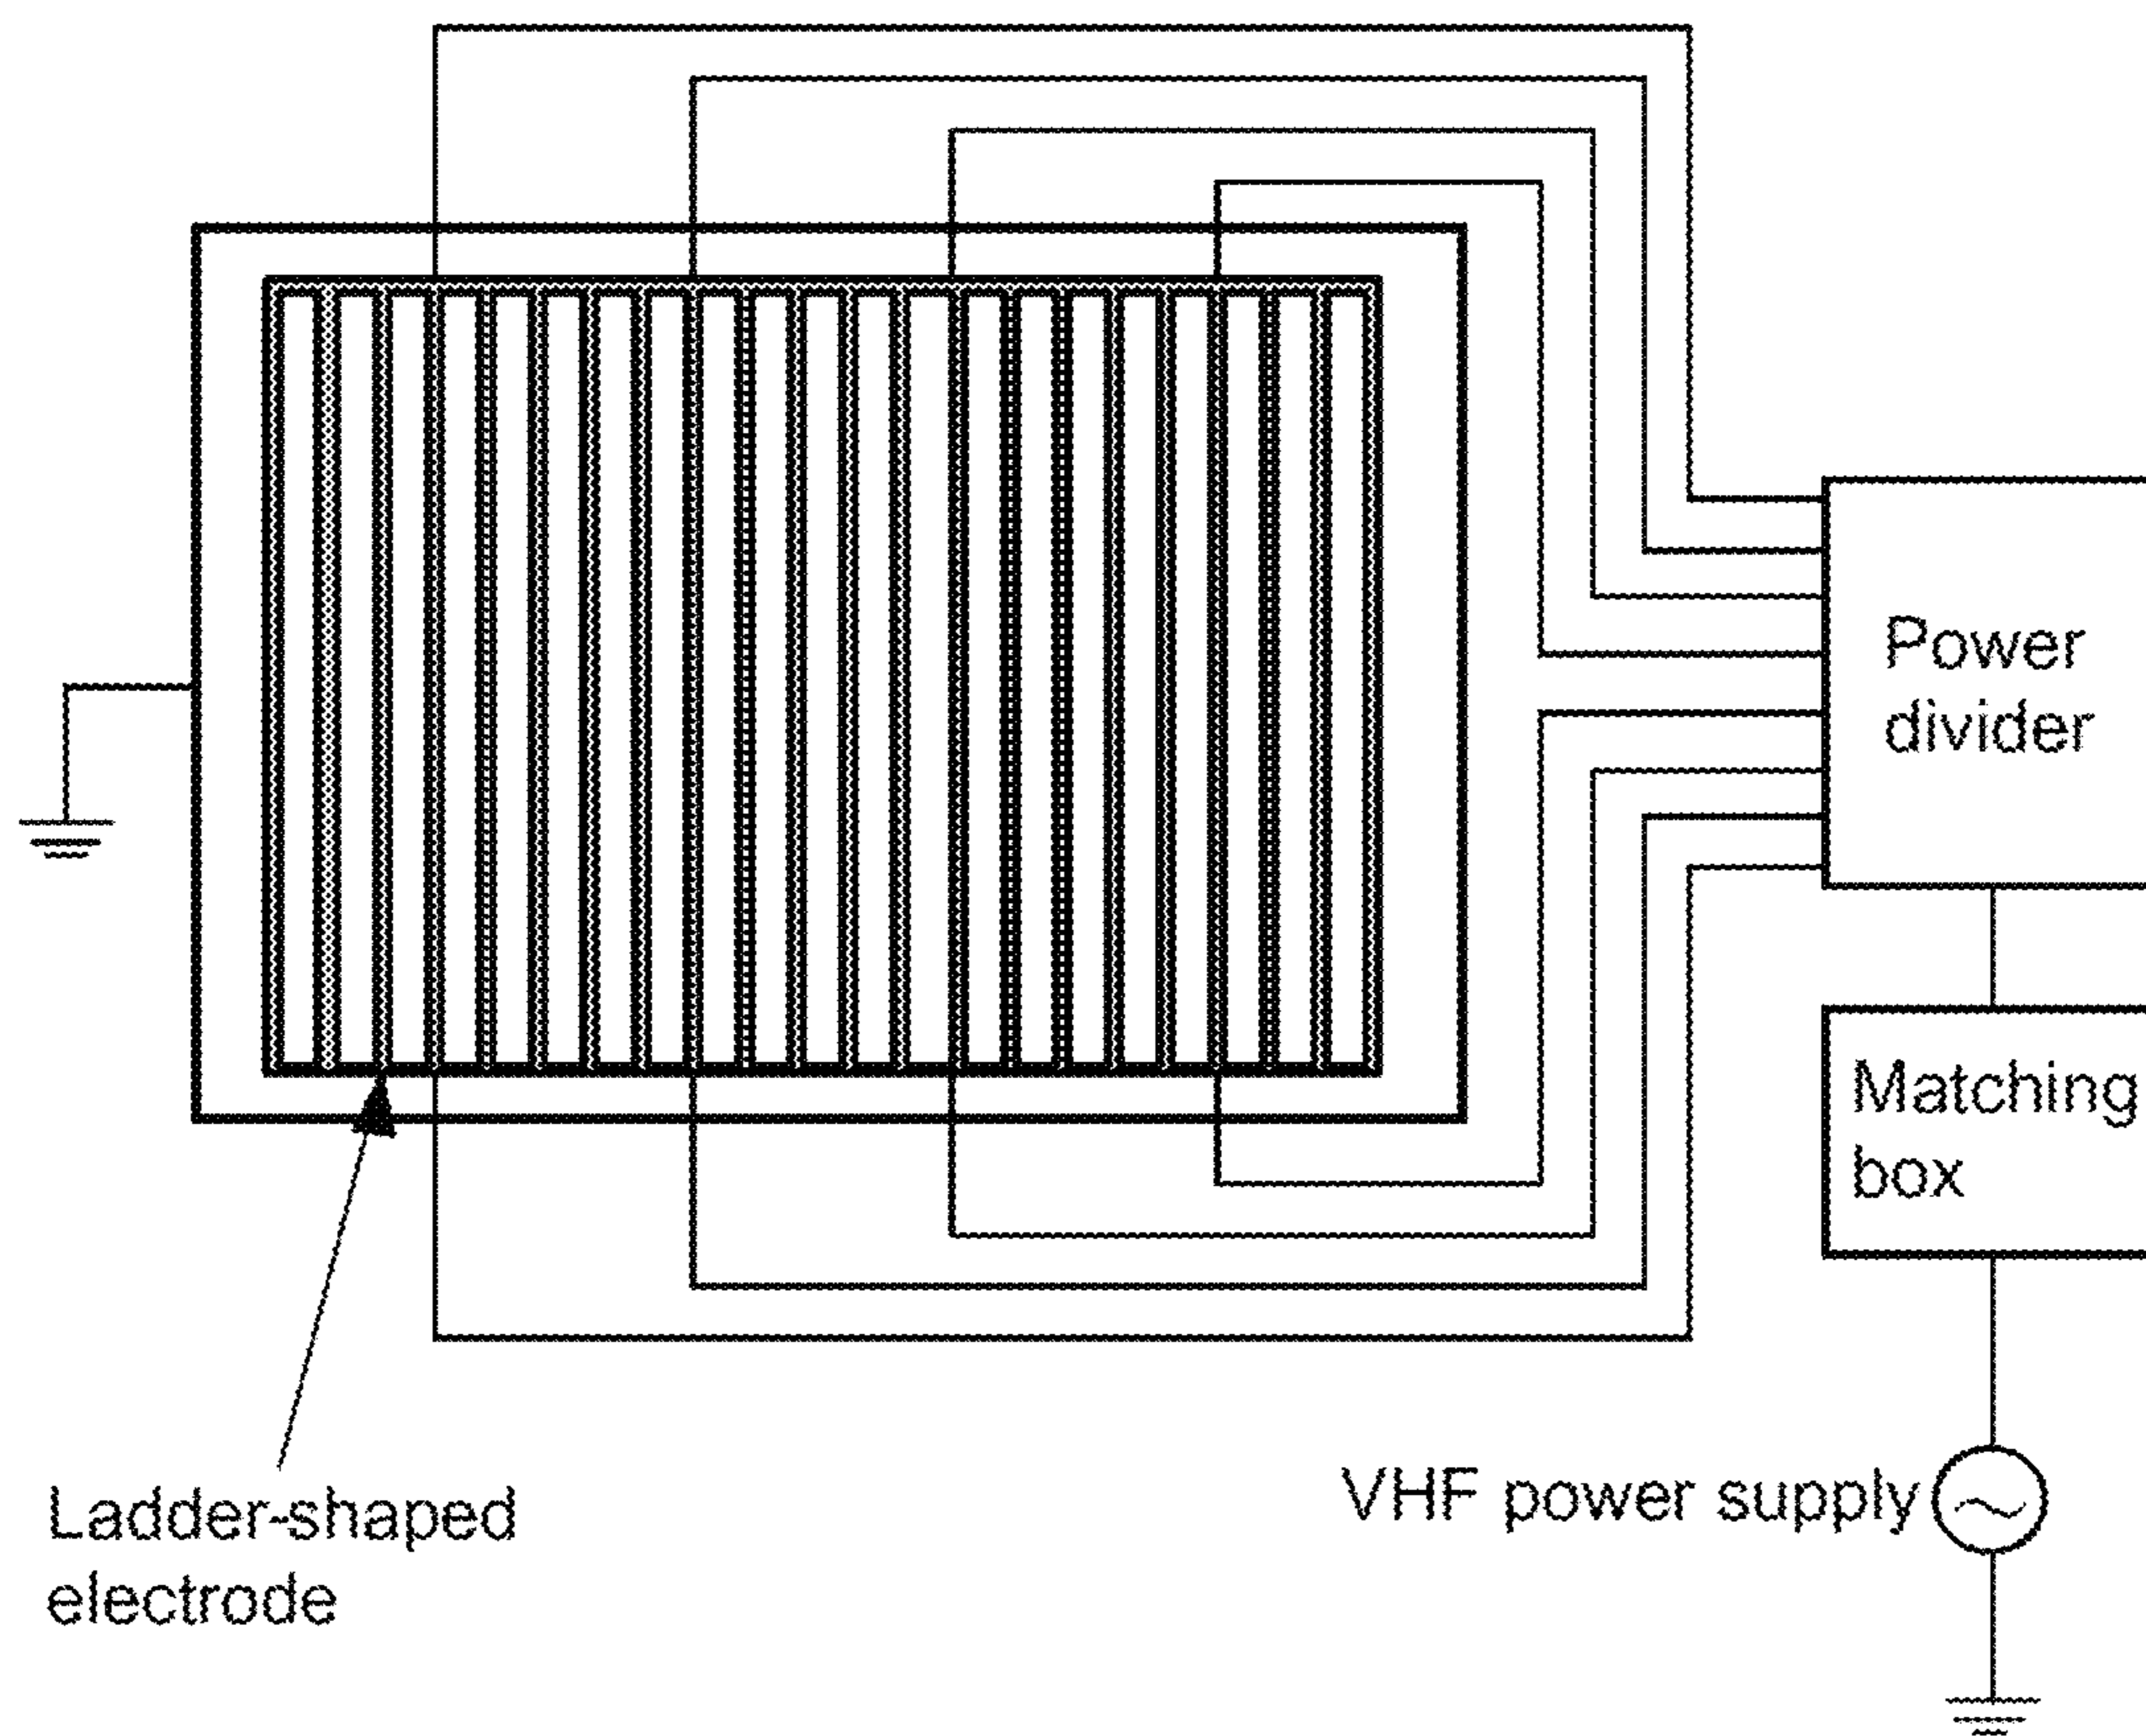 Power
divider
Matching
box
VHF power supply
Ladder-shaped
electrode